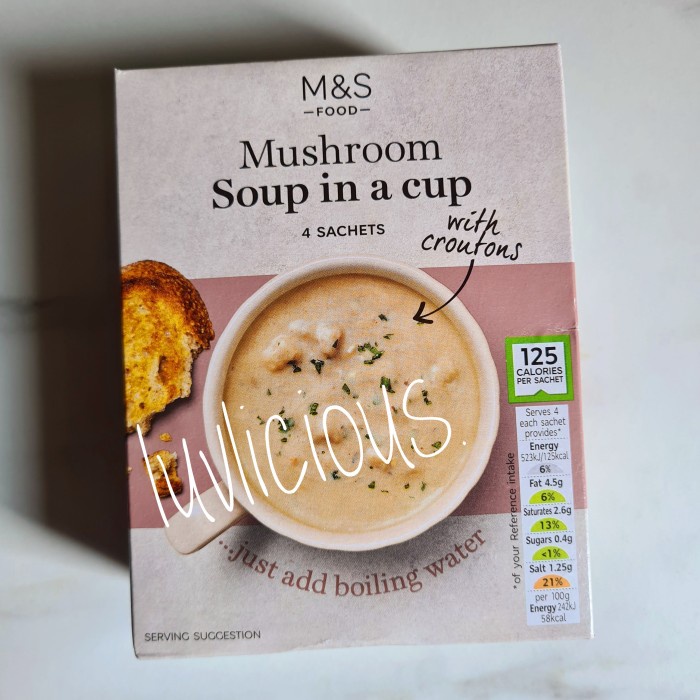 M&S
—FOOD—
Mushroom
Soup in a cup
4 SACHETS
with
croutons
125
CALORIES
PER SACHET
Serves 4
each sachet
provides*
Energy
523kJ/125kcal
6%
Fat 4.5g
6%
Saturates 2.6g
13%
Sugars 0.4g
<1%
Salt 1.25g
21%
per 100g
Energy 242kJ
58kcal
*of your Reference intake
luvlicious.
...just add boiling water
SERVING SUGGESTION